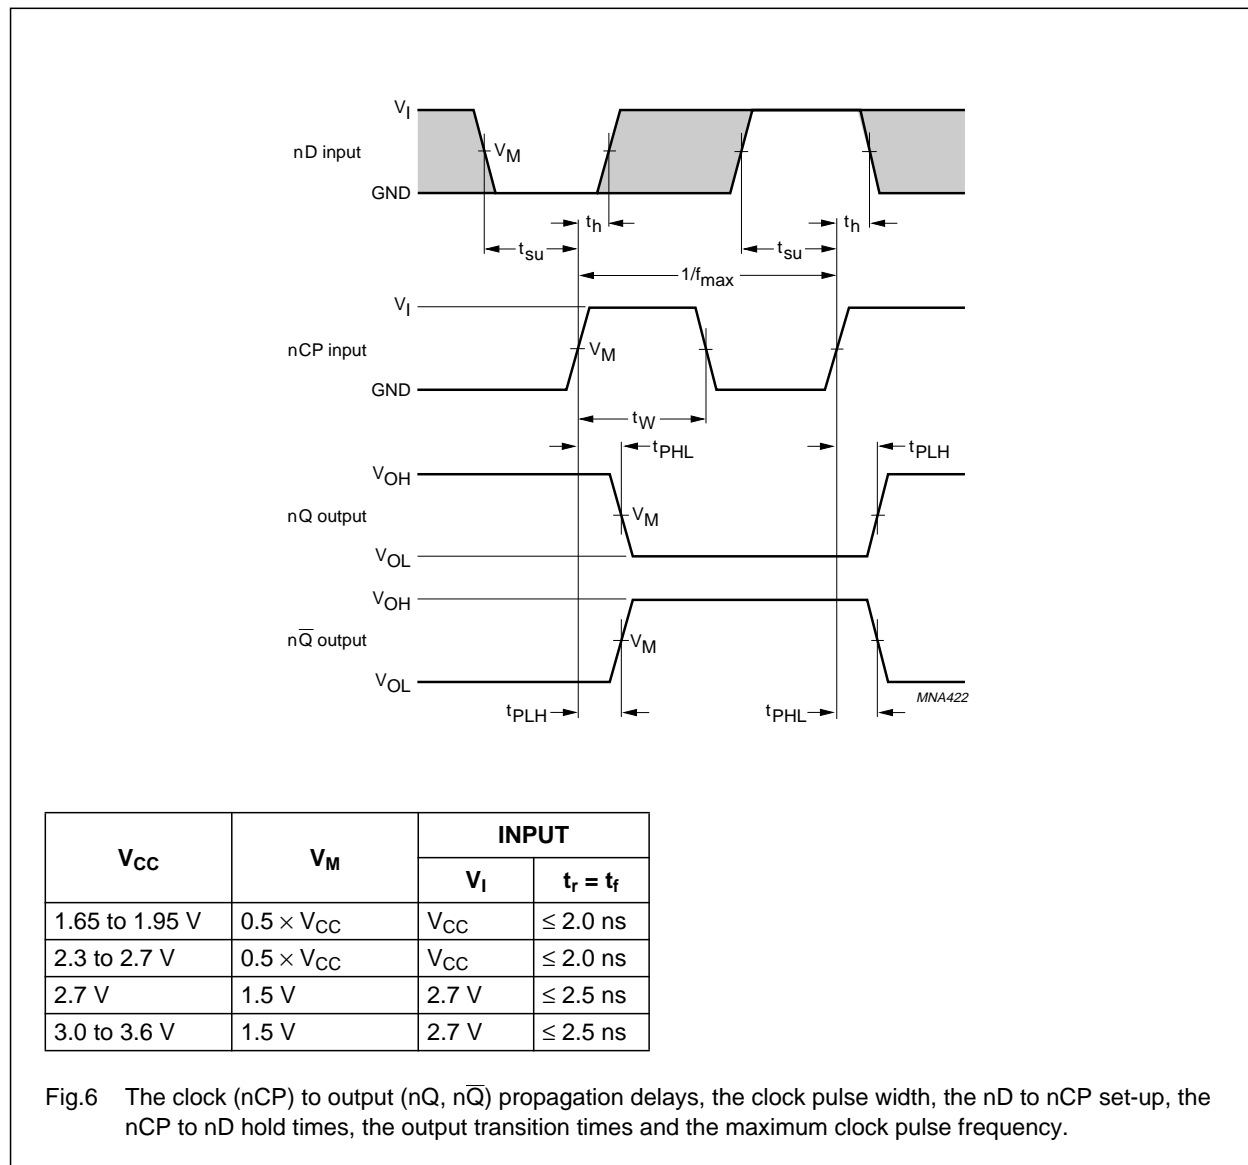 V_I
nD input
V_M
GND
t_h
t_h
t_su
t_su
1/f_max
V_I
nCP input
V_M
GND
t_W
t_PHL
t_PLH
V_OH
nQ output
V_M
V_OL
V_OH
nQ̅ output
V_M
V_OL
MNA422
t_PLH
t_PHL
V_CC V_M INPUT
V_I t_r = t_f
1.65 to 1.95 V 0.5 × V_CC V_CC ≤ 2.0 ns
2.3 to 2.7 V 0.5 × V_CC V_CC ≤ 2.0 ns
2.7 V 1.5 V 2.7 V ≤ 2.5 ns
3.0 to 3.6 V 1.5 V 2.7 V ≤ 2.5 ns
Fig.6 The clock (nCP) to output (nQ, nQ̅) propagation delays, the clock pulse width, the nD to nCP set-up, the
nCP to nD hold times, the output transition times and the maximum clock pulse frequency.